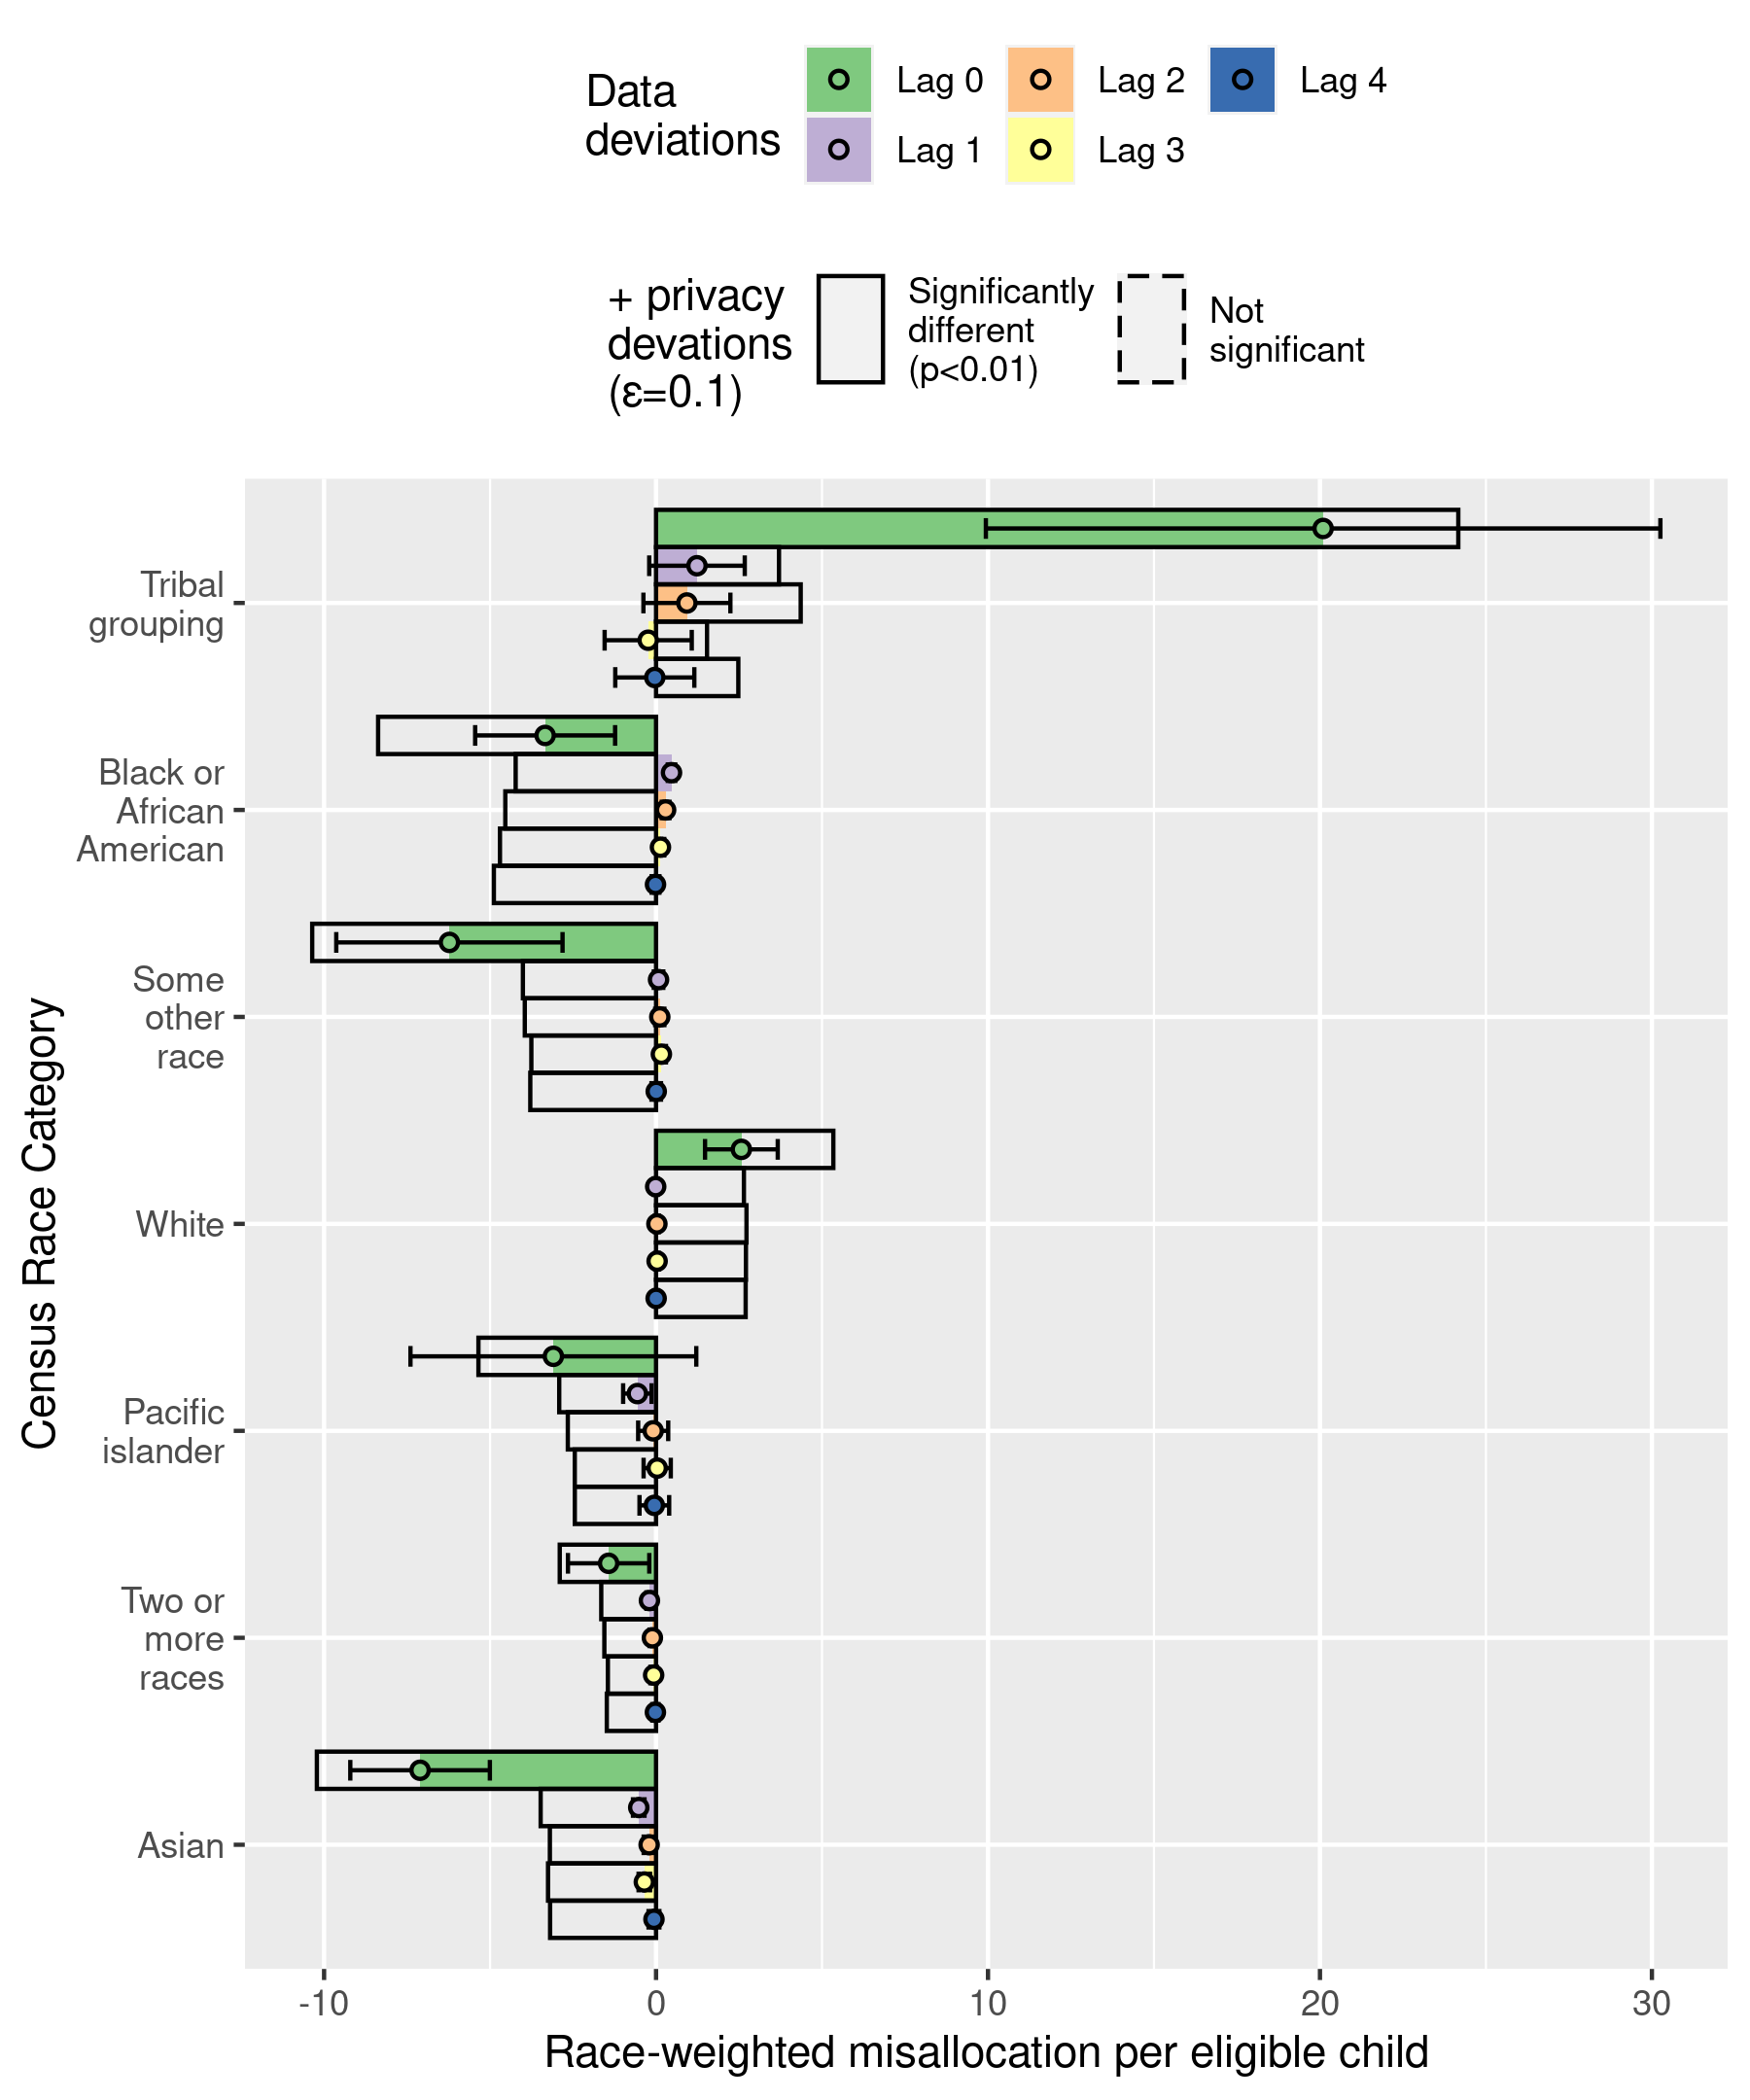 Data
deviations
Lag 0
Lag 2
Lag 4
Lag 1
Lag 3
+ privacy
devations
(ε=0.1)
Significantly
different
(p<0.01)
Not
significant
Census Race Category
Tribal
grouping
Black or
African
American
Some
other
race
White
Pacific
islander
Two or
more
races
Asian
-10
0
10
20
30
Race-weighted misallocation per eligible child